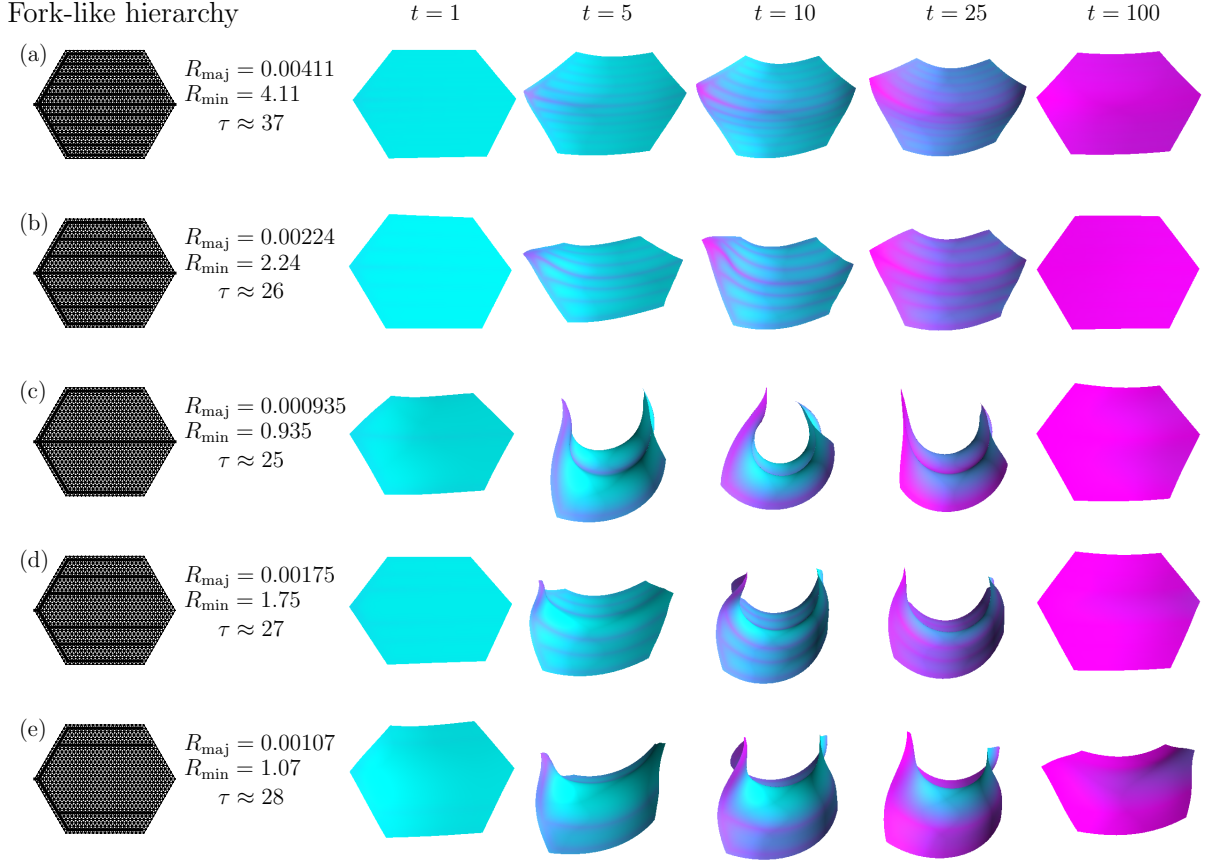 Fork-like hierarchy
t = 1 t = 5 t = 10 t = 25 t = 100
(a)
R_maj = 0.00411
R_min = 4.11
τ ≈ 37
(b)
R_maj = 0.00224
R_min = 2.24
τ ≈ 26
(c)
R_maj = 0.000935
R_min = 0.935
τ ≈ 25
(d)
R_maj = 0.00175
R_min = 1.75
τ ≈ 27
(e)
R_maj = 0.00107
R_min = 1.07
τ ≈ 28